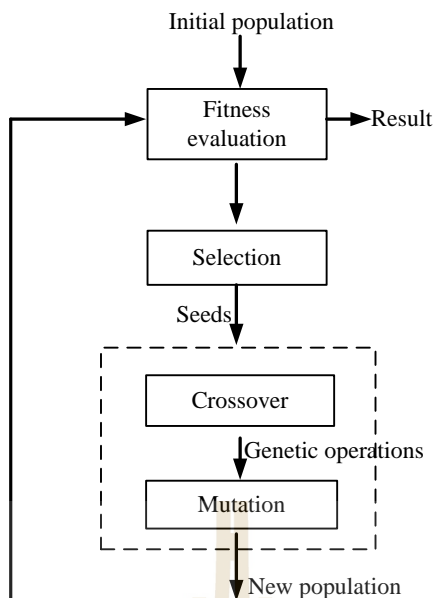 Initial population
Fitness
evaluation
Result
Selection
Seeds
Crossover
Genetic operations
Mutation
New population